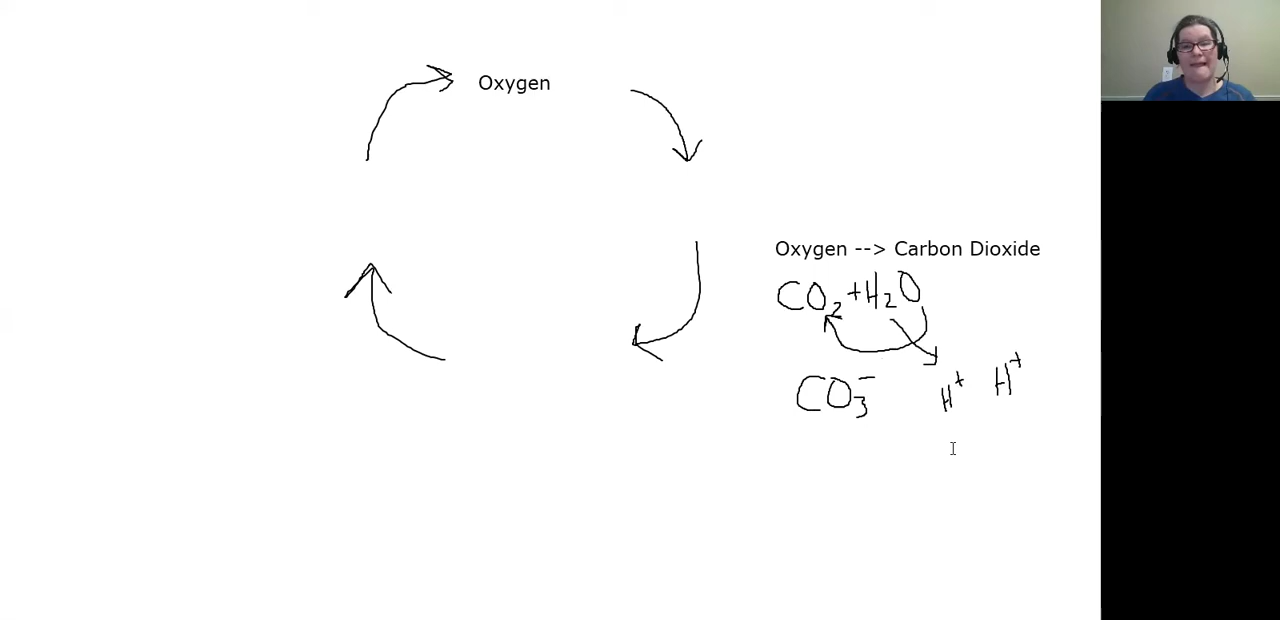 Oxygen
Oxygen --> Carbon Dioxide
CO₂ + H₂O
CO₃⁻ H⁺ H⁺